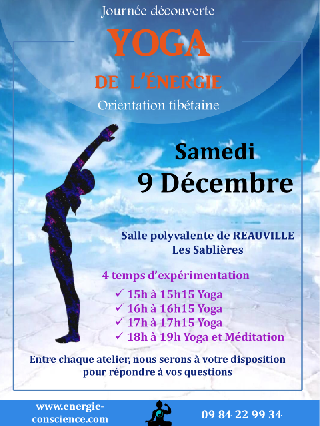 Journée découverte
YOGA
DE L'ÉNERGIE
Orientation tibétaine
Samedi
9 Décembre
Salle polyvalente de REAUVILLE
Les Sablières
4 temps d'expérimentation
✓ 15h à 15h15 Yoga
✓ 16h à 16h15 Yoga
✓ 17h à 17h15 Yoga
✓ 18h à 19h Yoga et Méditation
Entre chaque atelier, nous serons à votre disposition
pour répondre à vos questions
www.energie-
conscience.com
09 84 22 99 34